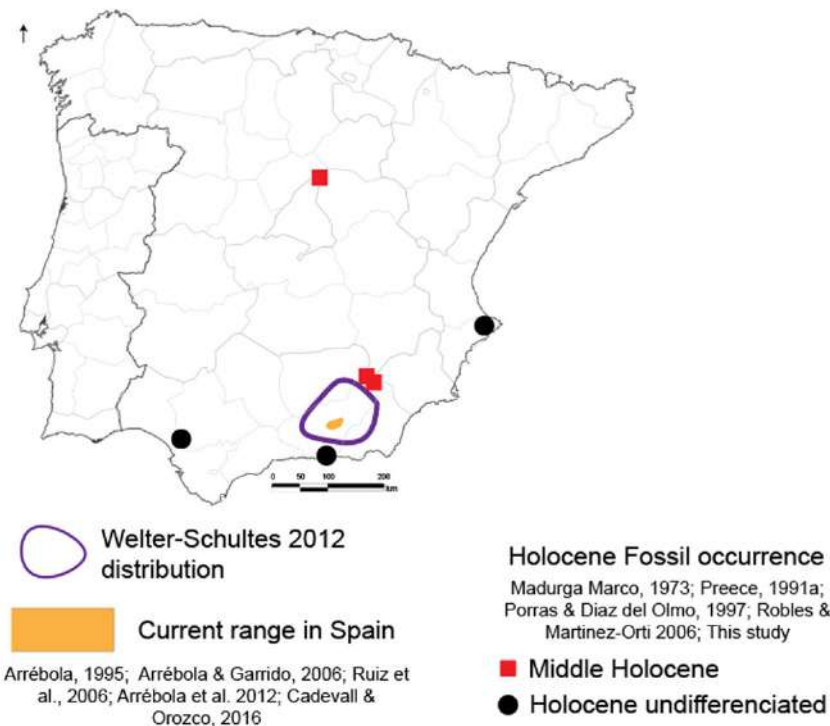 0 50 100 200
km
Welter-Schultes 2012
distribution
Current range in Spain
Arrébola, 1995; Arrébola & Garrido, 2006; Ruiz et
al., 2006; Arrébola et al. 2012; Cadevall &
Orozco, 2016
Holocene Fossil occurrence
Madurga Marco, 1973; Preece, 1991a;
Porras & Diaz del Olmo, 1997; Robles &
Martinez-Orti 2006; This study
Middle Holocene
Holocene undifferenciated